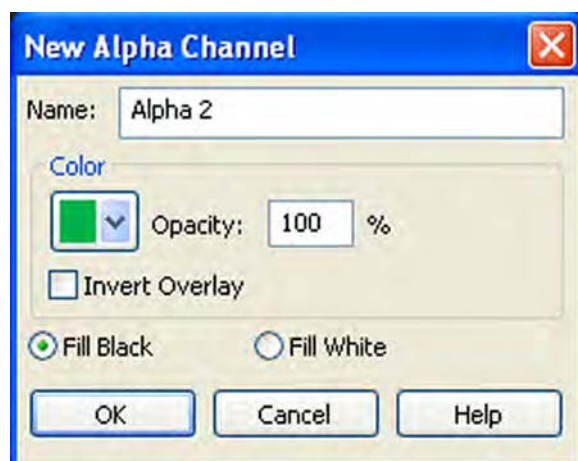 New Alpha Channel
Name: Alpha 2
Color
Opacity: 100 %
Invert Overlay
Fill Black Fill White
OK Cancel Help